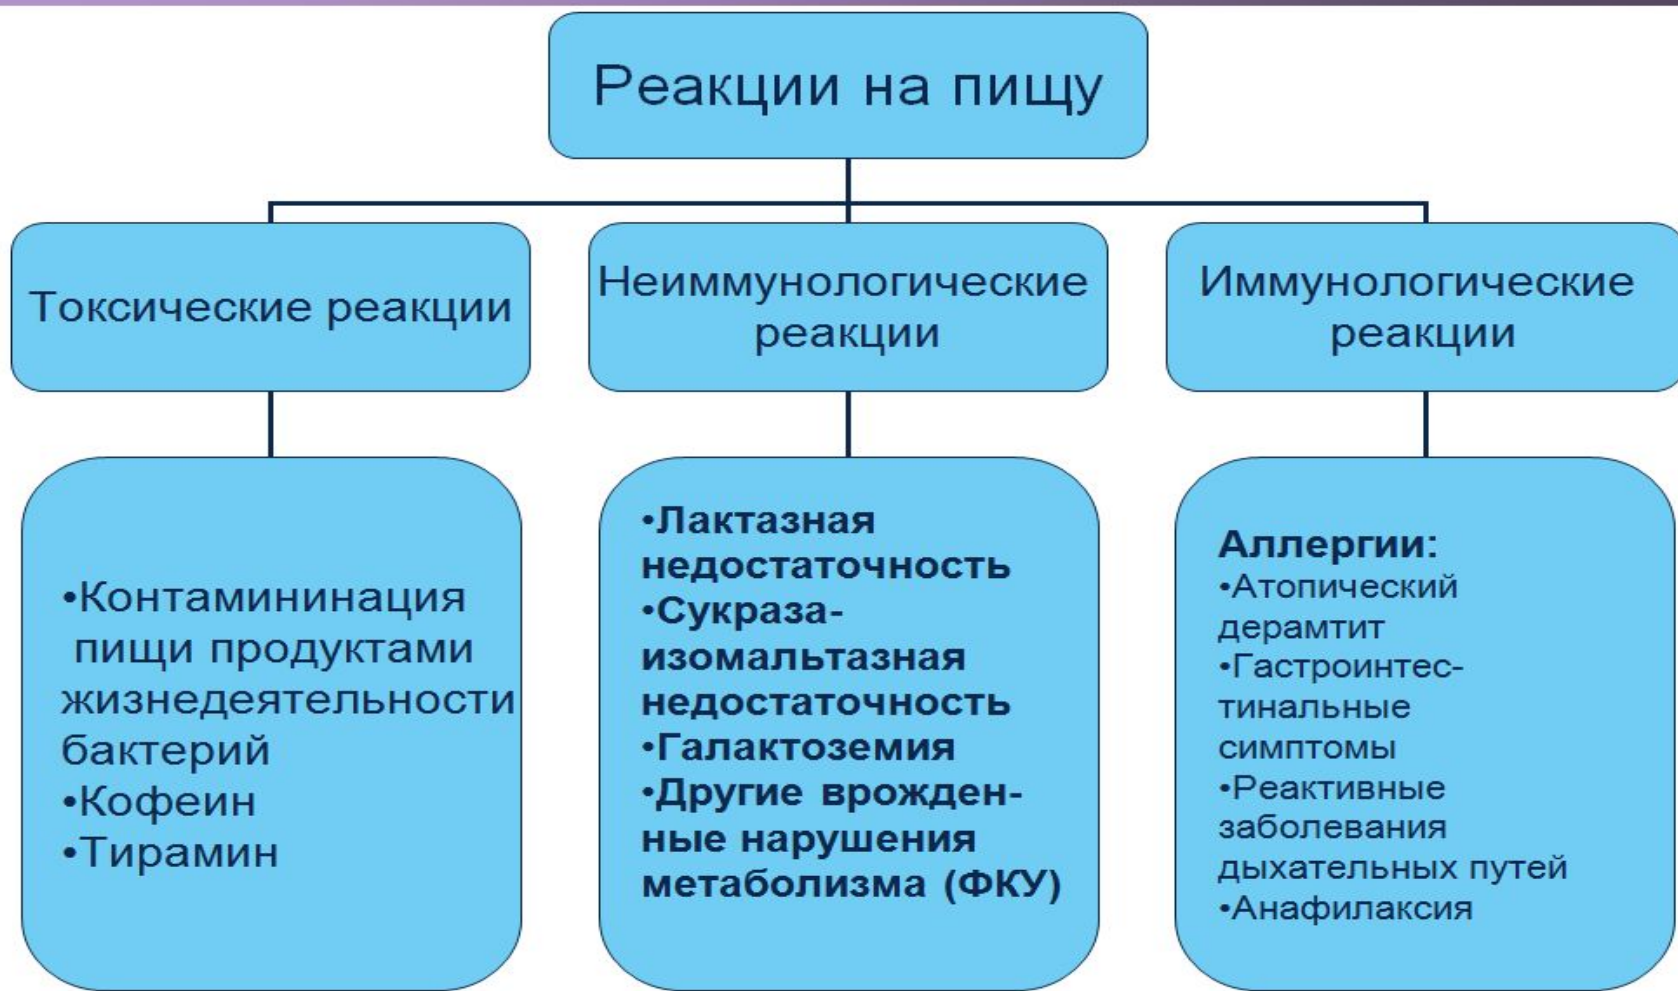 Реакции на пищу
Токсические реакции
Неиммунологические
реакции
Иммунологические
реакции
•Контамининация
пищи продуктами
жизнедеятельности
бактерий
•Кофеин
•Тирамин
•Лактазная
недостаточность
•Сукраза-
изомальтазная
недостаточность
•Галактоземия
•Другие врожден-
ные нарушения
метаболизма (ФКУ)
Аллергии:
•Атопический
дерамтит
•Гастроинтес-
тинальные
симптомы
•Реактивные
заболевания
дыхательных путей
•Анафилаксия